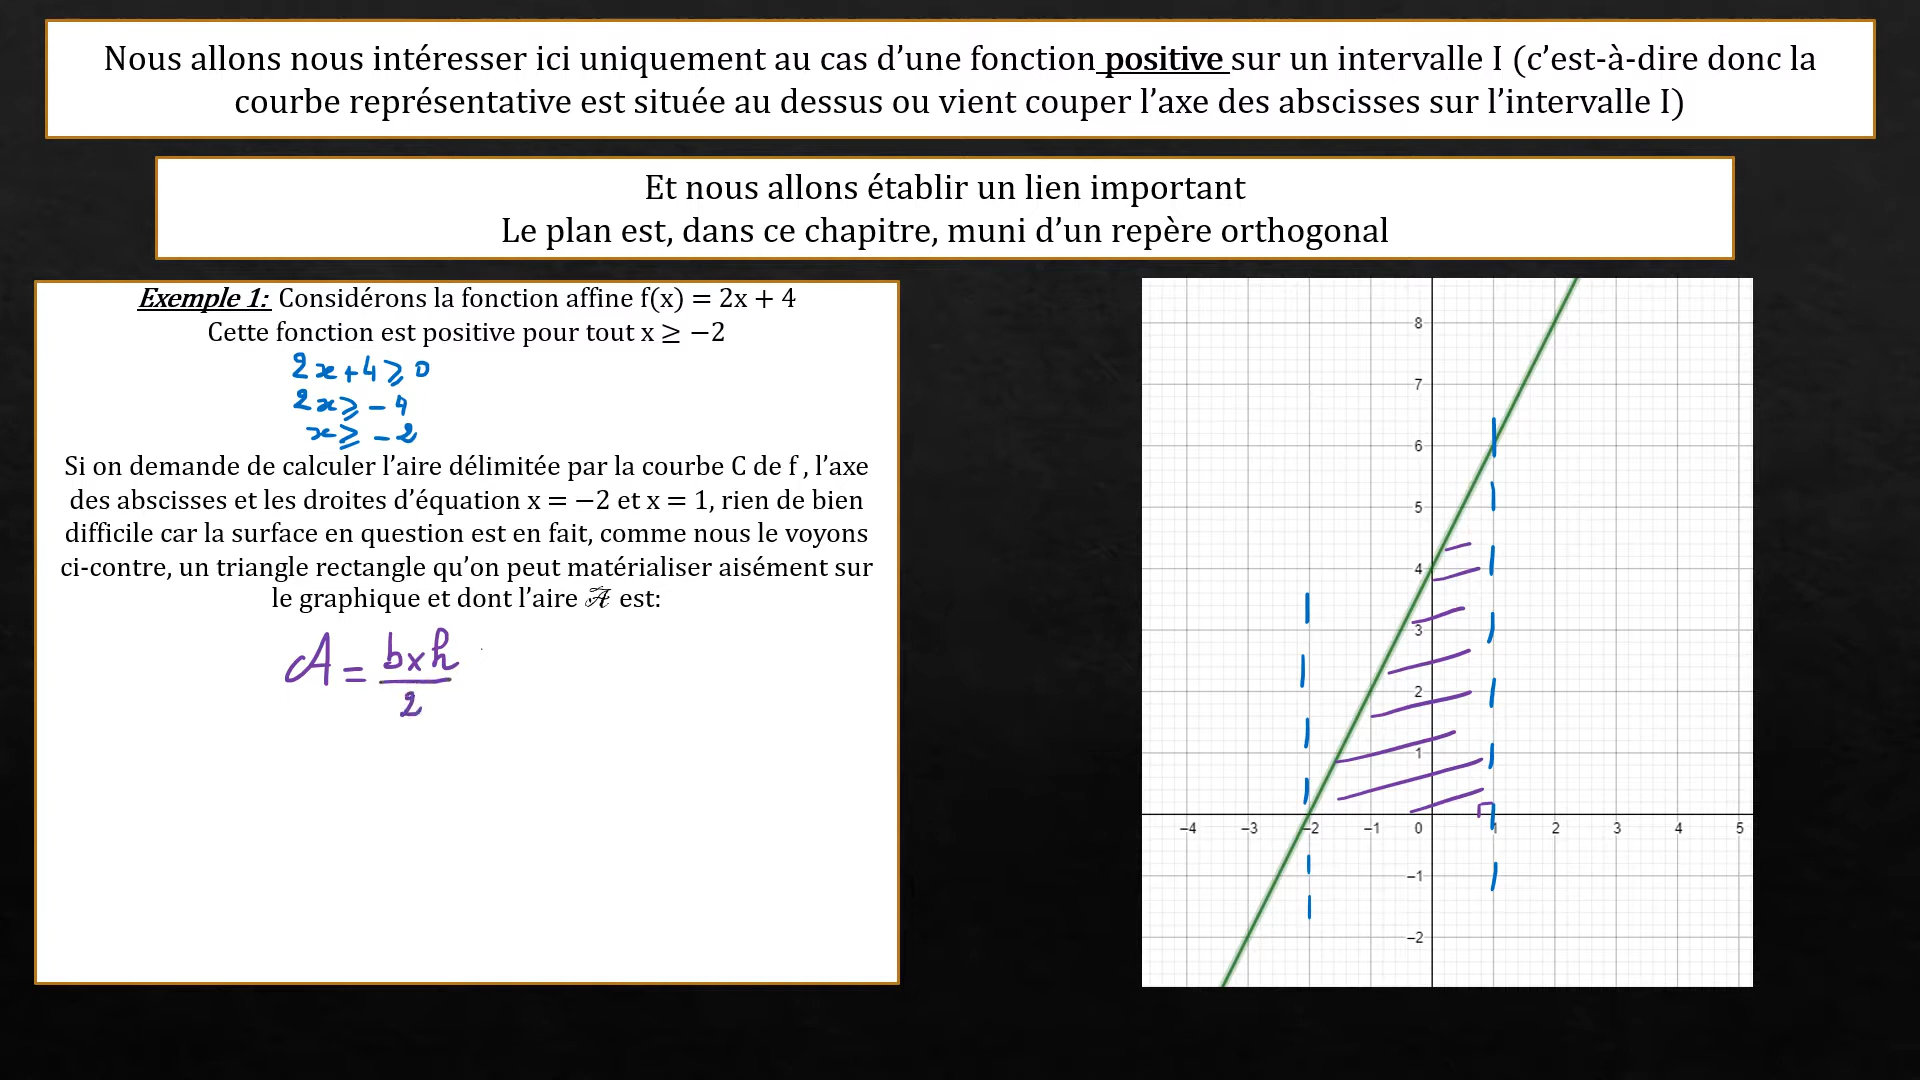 Nous allons nous intéresser ici uniquement au cas d’une fonction positive sur un intervalle I (c’est-à-dire donc la
courbe représentative est située au dessus ou vient couper l’axe des abscisses sur l’intervalle I)
Et nous allons établir un lien important
Le plan est, dans ce chapitre, muni d’un repère orthogonal
Exemple 1: Considérons la fonction affine f(x) = 2x + 4
Cette fonction est positive pour tout x ≥ −2
2x+4 ⩾ 0
2x ⩾ -4
x ⩾ -2
Si on demande de calculer l’aire délimitée par la courbe C de f , l’axe
des abscisses et les droites d’équation x = −2 et x = 1, rien de bien
difficile car la surface en question est en fait, comme nous le voyons
ci-contre, un triangle rectangle qu’on peut matérialiser aisément sur
le graphique et dont l’aire 𝒜 est:
𝒜 = b×h
2
8
7
6
5
4
3
2
1
−4 −3 −2 −1 0 1 2 3 4 5
−1
−2